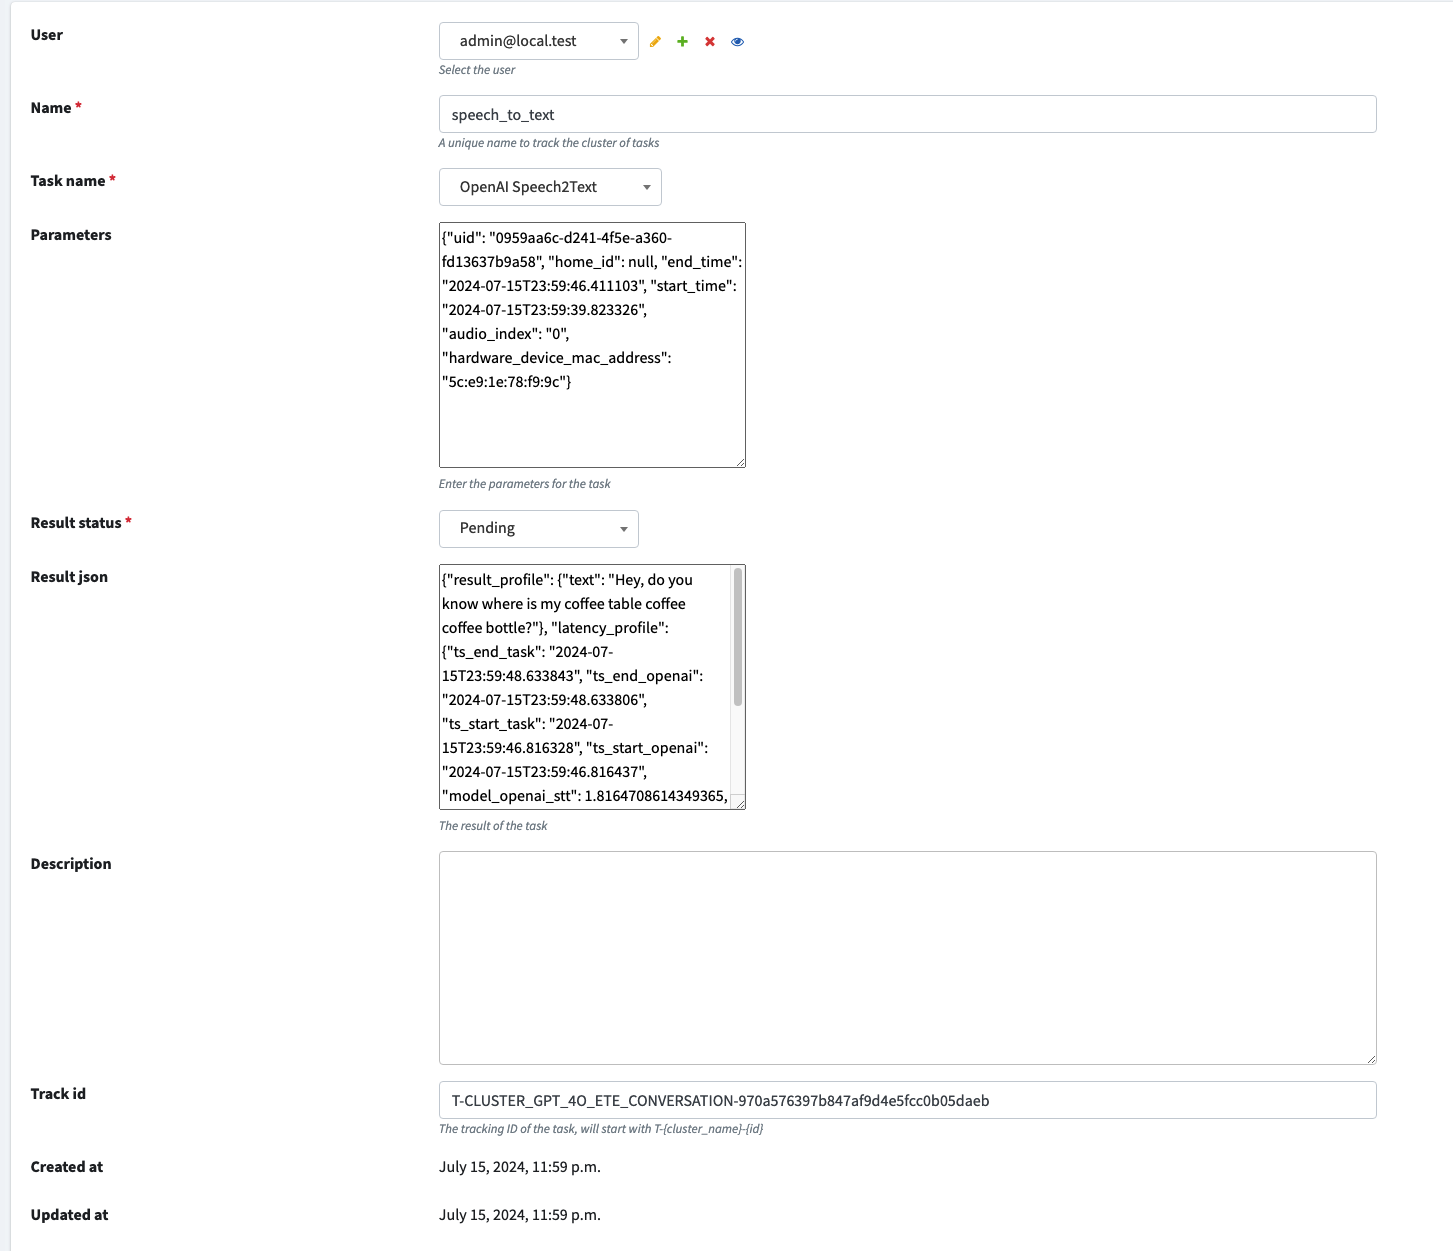 User
admin@local.test
Select the user
Name *
speech_to_text
A unique name to track the cluster of tasks
Task name *
OpenAI Speech2Text
Parameters
{"uid": "0959aa6c-d241-4f5e-a360-
fd13637b9a58", "home_id": null, "end_time":
"2024-07-15T23:59:46.411103", "start_time":
"2024-07-15T23:59:39.823326",
"audio_index": "0",
"hardware_device_mac_address":
"5c:e9:1e:78:f9:9c"}
Enter the parameters for the task
Result status *
Pending
Result json
{"result_profile": {"text": "Hey, do you
know where is my coffee table coffee
coffee bottle?"}, "latency_profile":
{"ts_end_task": "2024-07-
15T23:59:48.633843", "ts_end_openai":
"2024-07-15T23:59:48.633806",
"ts_start_task": "2024-07-
15T23:59:46.816328", "ts_start_openai":
"2024-07-15T23:59:46.816437",
"model_openai_stt": 1.8164708614349365,
The result of the task
Description
Track id
T-CLUSTER_GPT_4O_ETE_CONVERSATION-970a576397b847af9d4e5fcc0b05daeb
The tracking ID of the task, will start with T-{cluster_name}-{id}
Created at
July 15, 2024, 11:59 p.m.
Updated at
July 15, 2024, 11:59 p.m.